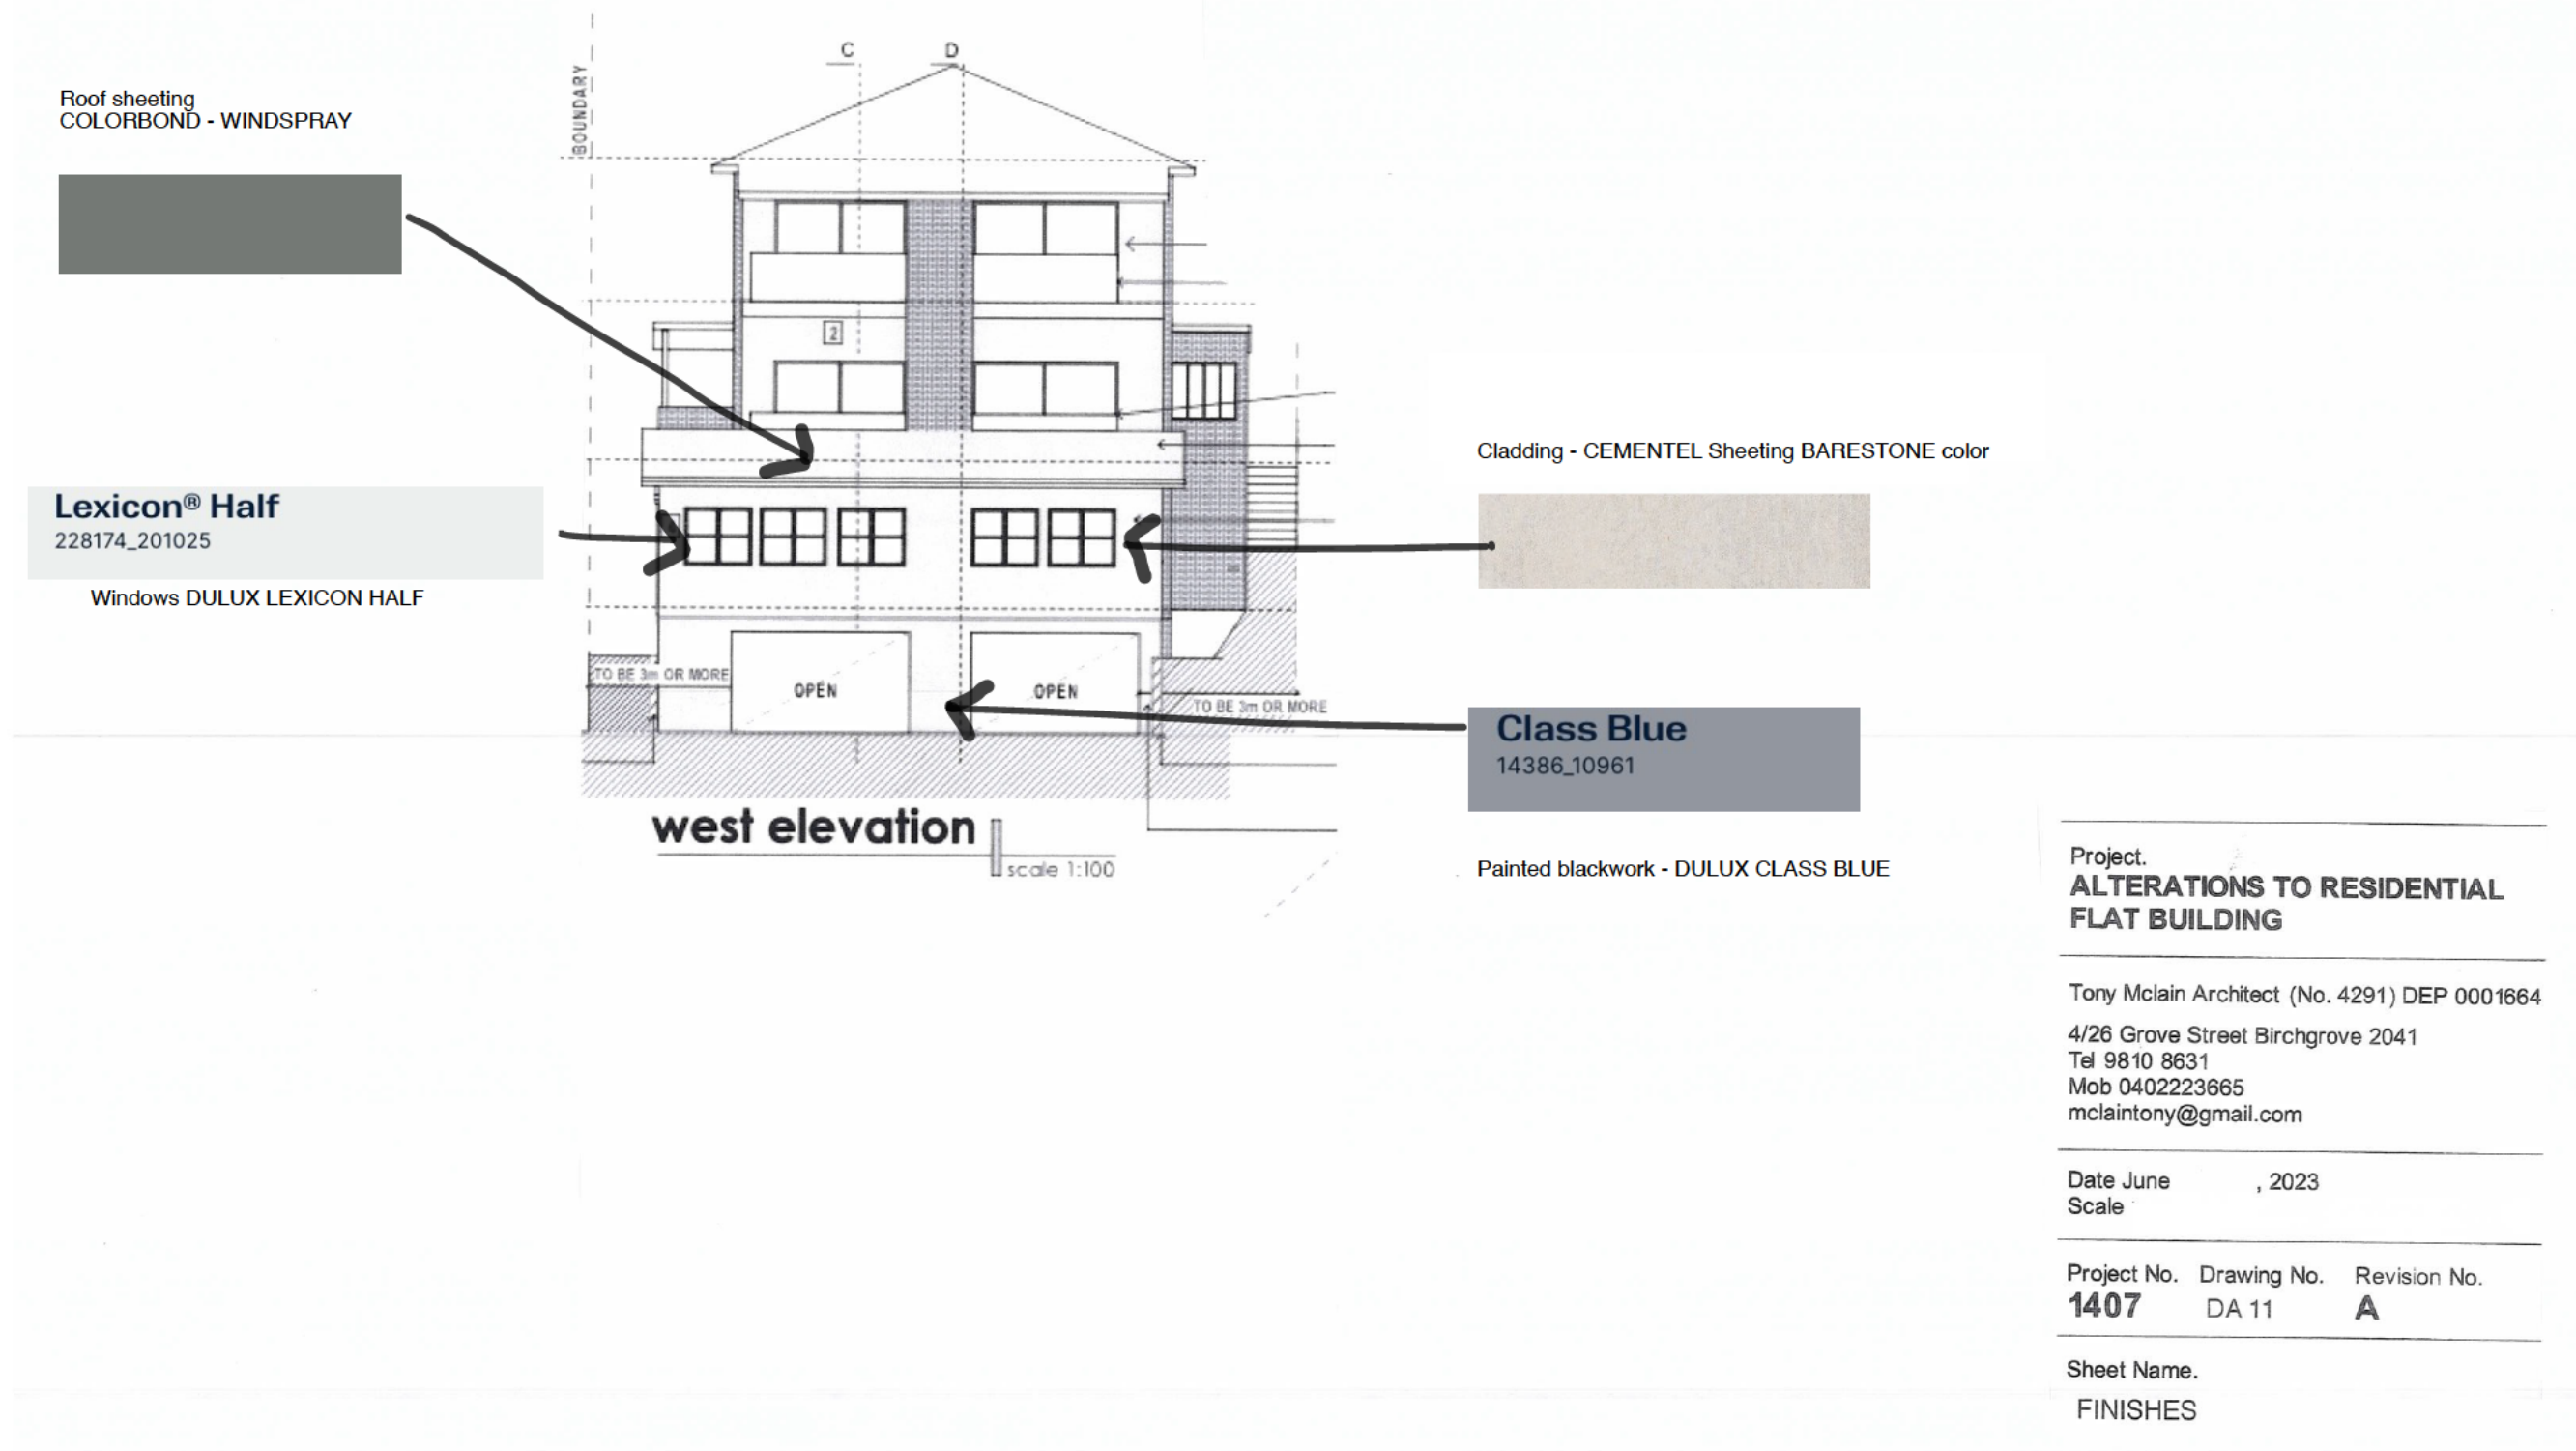 C D
BOUNDARY
Roof sheeting
COLORBOND - WINDSPRAY
2
Cladding - CEMENTEL Sheeting BARESTONE color
Lexicon® Half
228174_201025
Windows DULUX LEXICON HALF
TO BE 3m OR MORE
OPEN
OPEN
TO BE 3m OR MORE
Class Blue
14386_10961
west elevation
scale 1:100
Painted blackwork - DULUX CLASS BLUE
Project.
ALTERATIONS TO RESIDENTIAL
FLAT BUILDING
Tony Mclain Architect (No. 4291) DEP 0001664
4/26 Grove Street Birchgrove 2041
Tel 9810 8631
Mob 0402223665
mclaintony@gmail.com
Date June , 2023
Scale
Project No. Drawing No. Revision No.
1407 DA 11 A
Sheet Name.
FINISHES